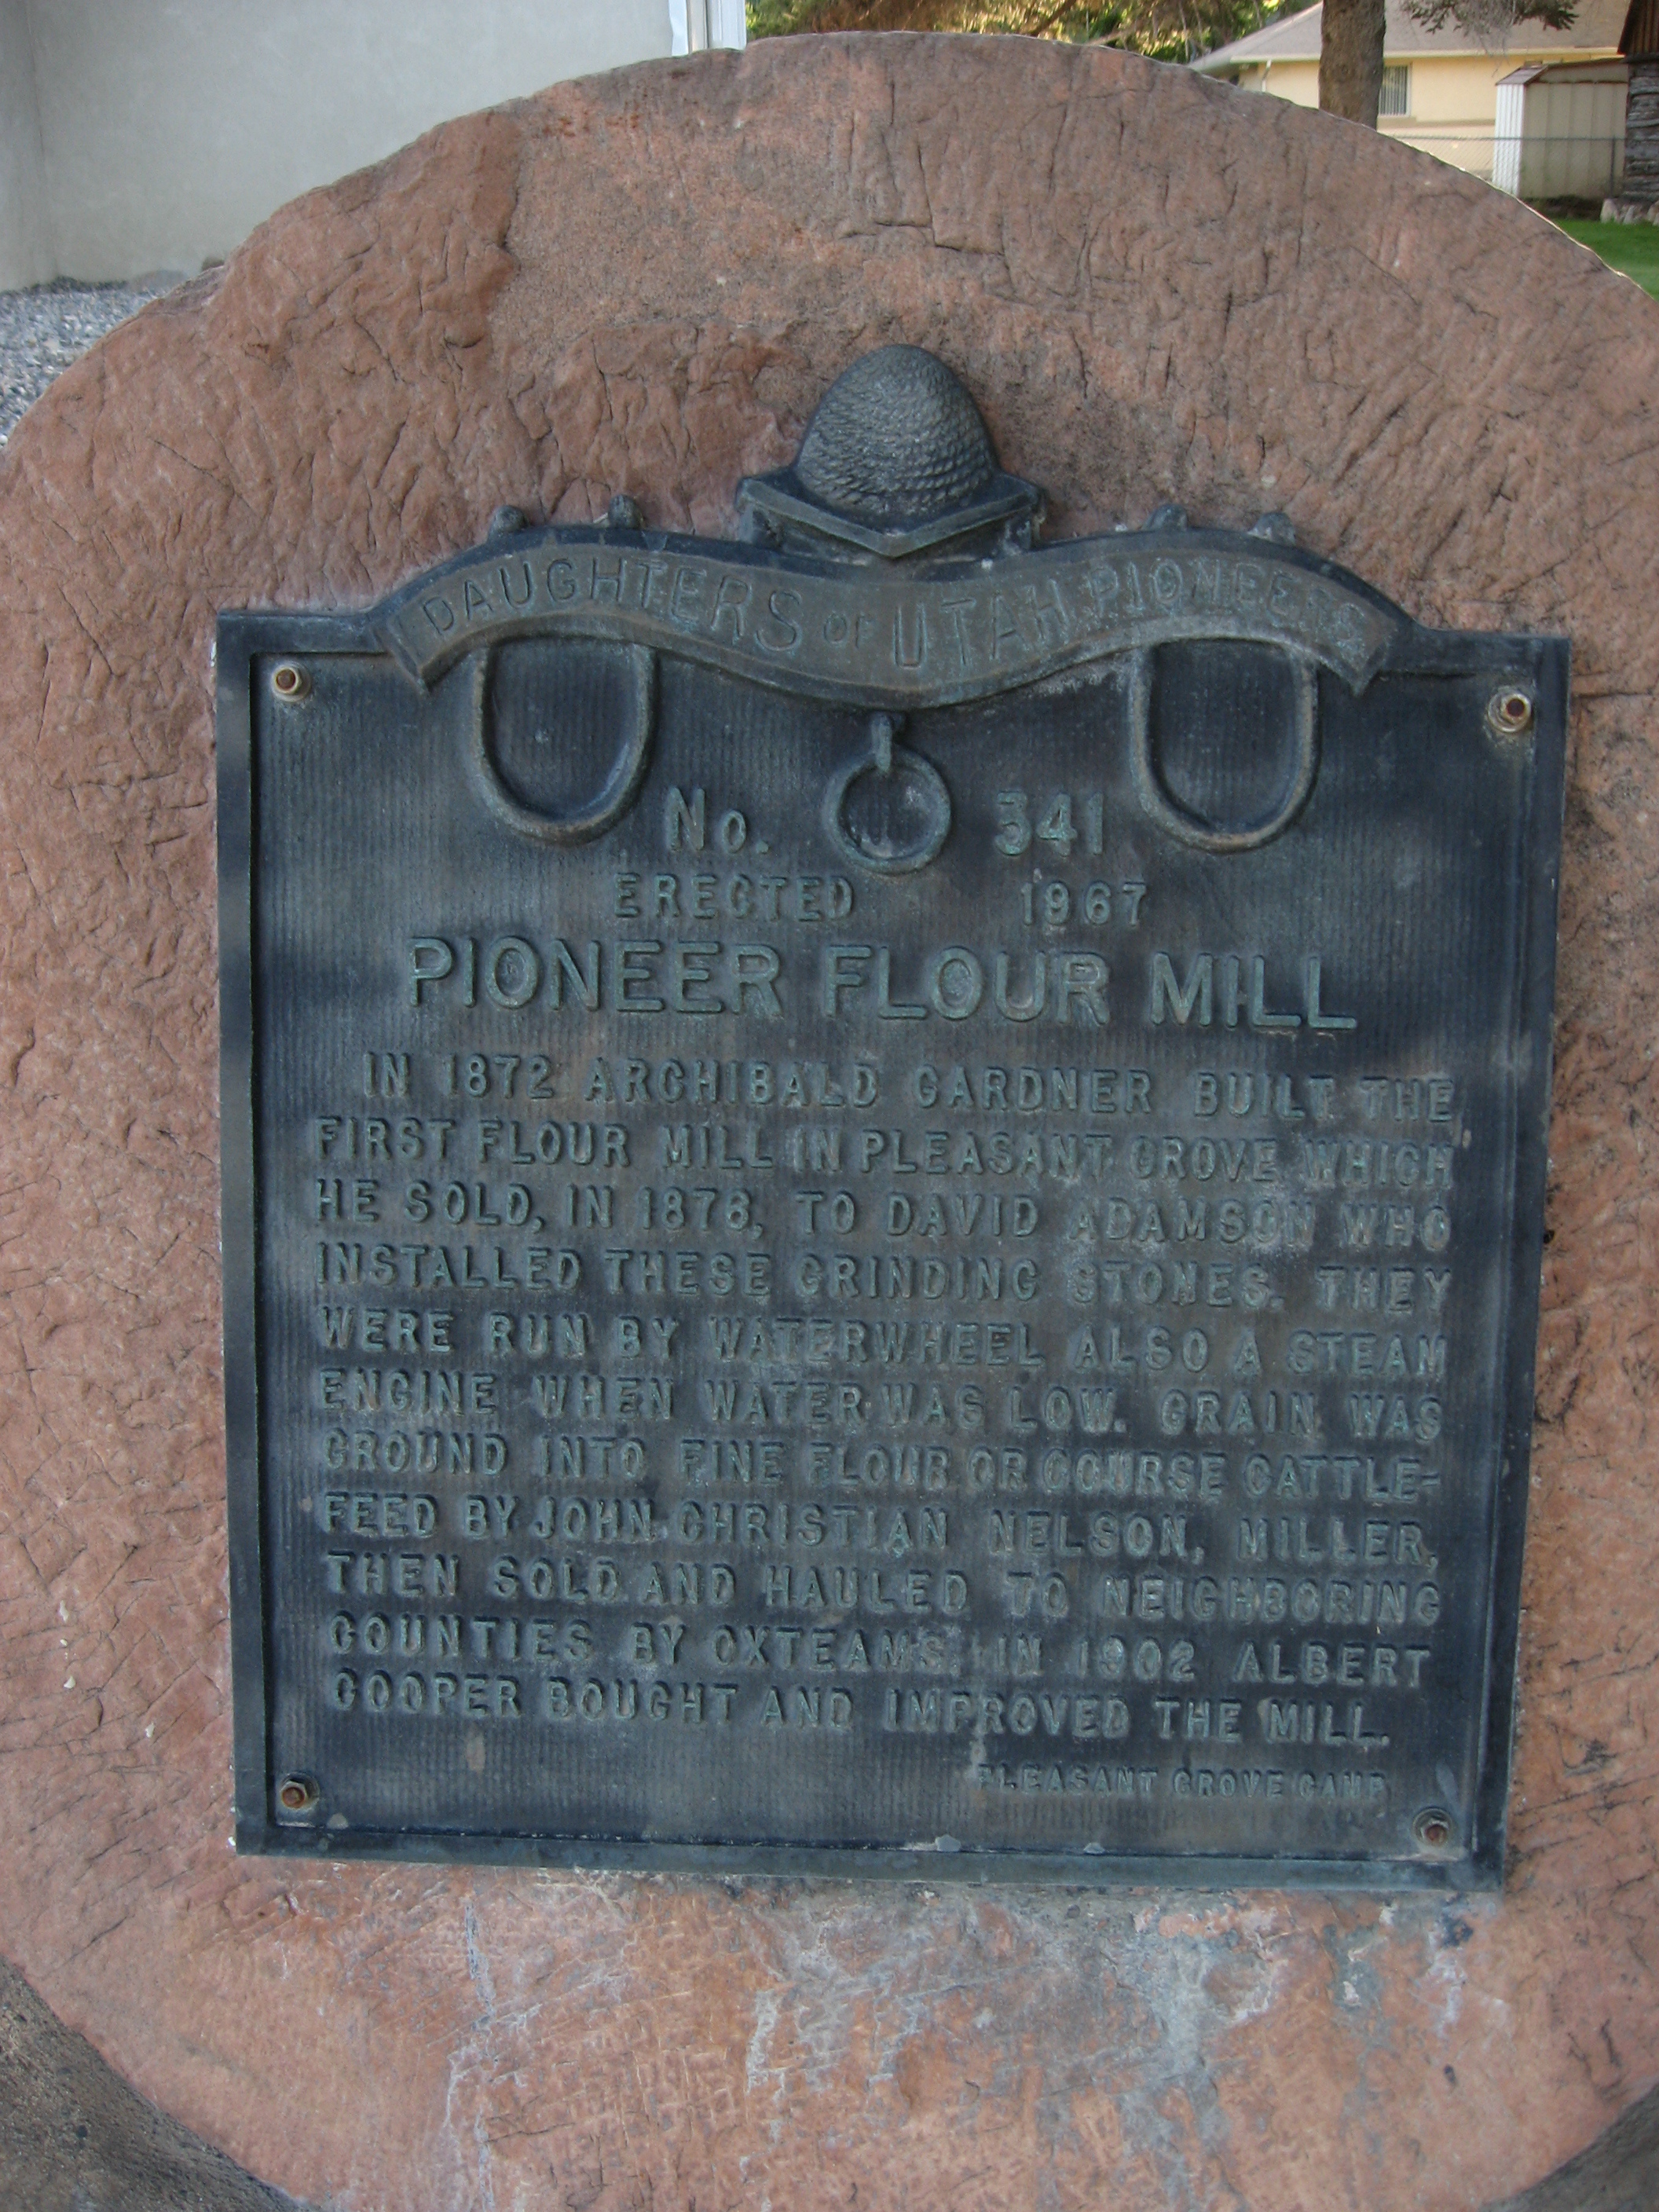 DAUGHTERS OF UTAH PIONEERS
No. 341
ERECTED 1967
PIONEER FLOUR MILL
IN 1872 ARCHIBALD GARDNER BUILT THE
FIRST FLOUR MILL IN PLEASANT GROVE WHICH
HE SOLD, IN 1876, TO DAVID ADAMSON WHO
INSTALLED THESE GRINDING STONES. THEY
WERE RUN BY WATERWHEEL ALSO A STEAM
ENGINE WHEN WATER WAS LOW. GRAIN WAS
GROUND INTO FINE FLOUR OR COURSE CATTLE-
FEED BY JOHN CHRISTIAN NELSON, MILLER,
THEN SOLD AND HAULED TO NEIGHBORING
COUNTIES BY OXTEAMS. IN 1902 ALBERT
COOPER BOUGHT AND IMPROVED THE MILL.
PLEASANT GROVE CAMP